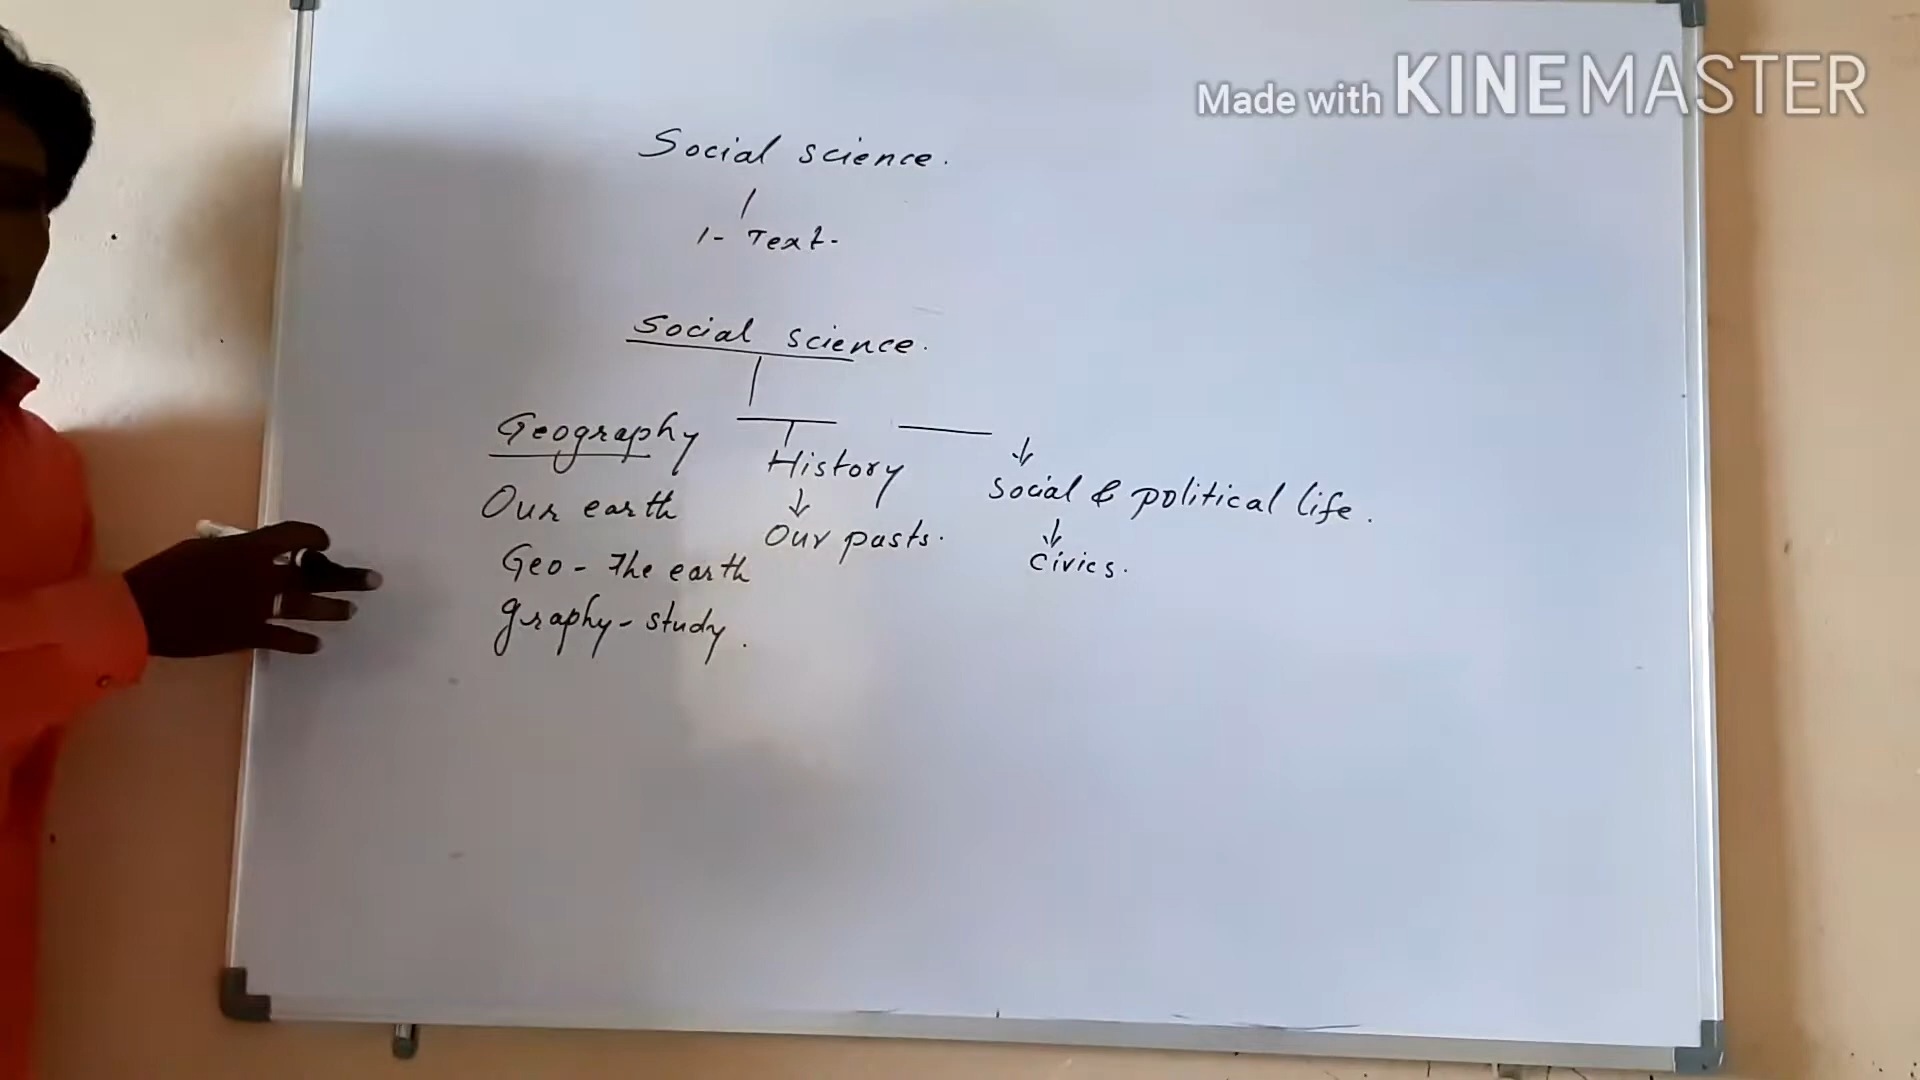 Made with KINEMASTER
Social science.
1- Text-
Social science.
Geography
History
Social & political life.
Our earth
Our pasts.
Civics.
Geo - The earth
graphy - study.